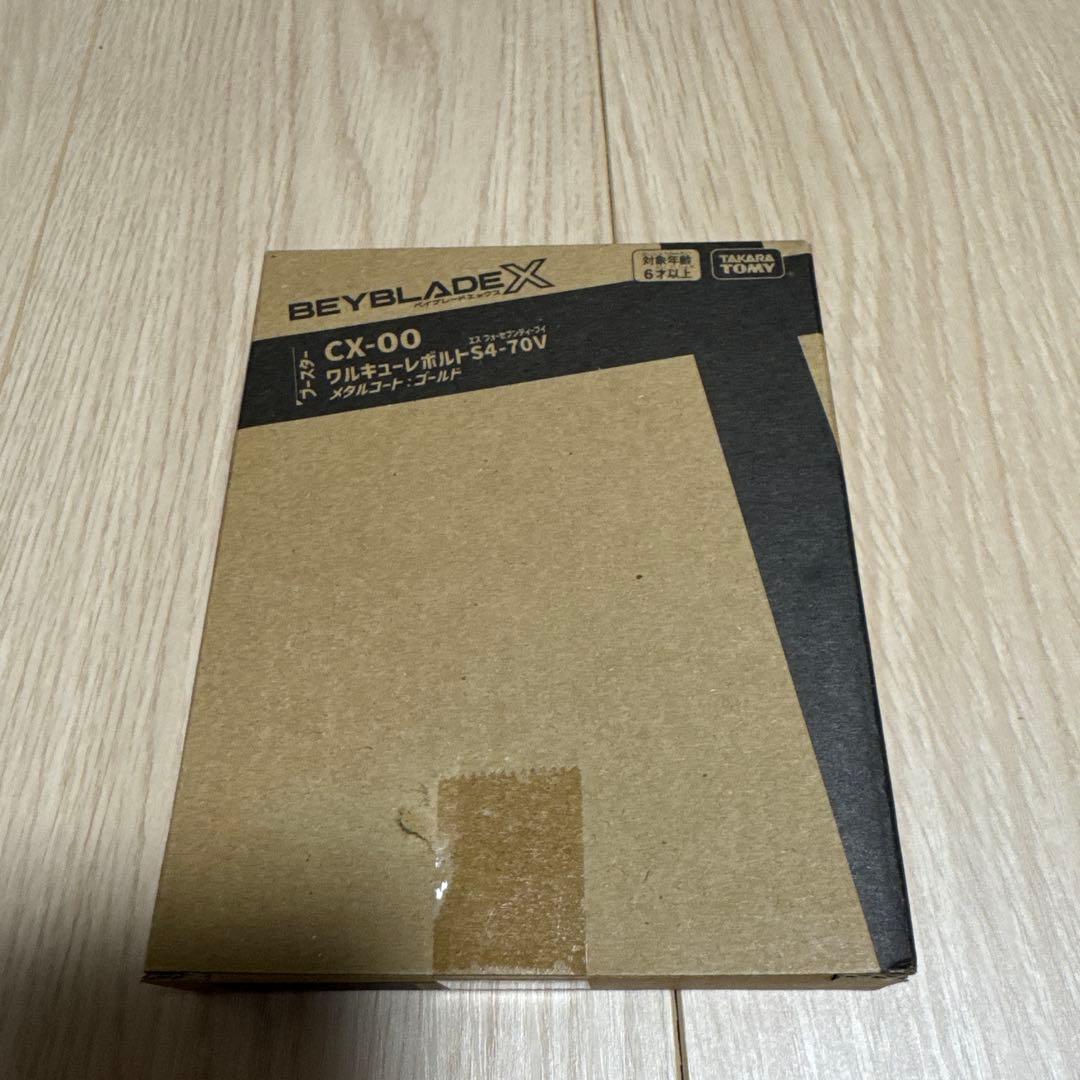 BEYBLADE X
ベイブレードエックス
対象年齢
6才以上
TAKARA
TOMY
ブースター
CX-00
エス フォーセブンティーブイ
ワルキューレボルトS4-70V
メタルコート:ゴールド